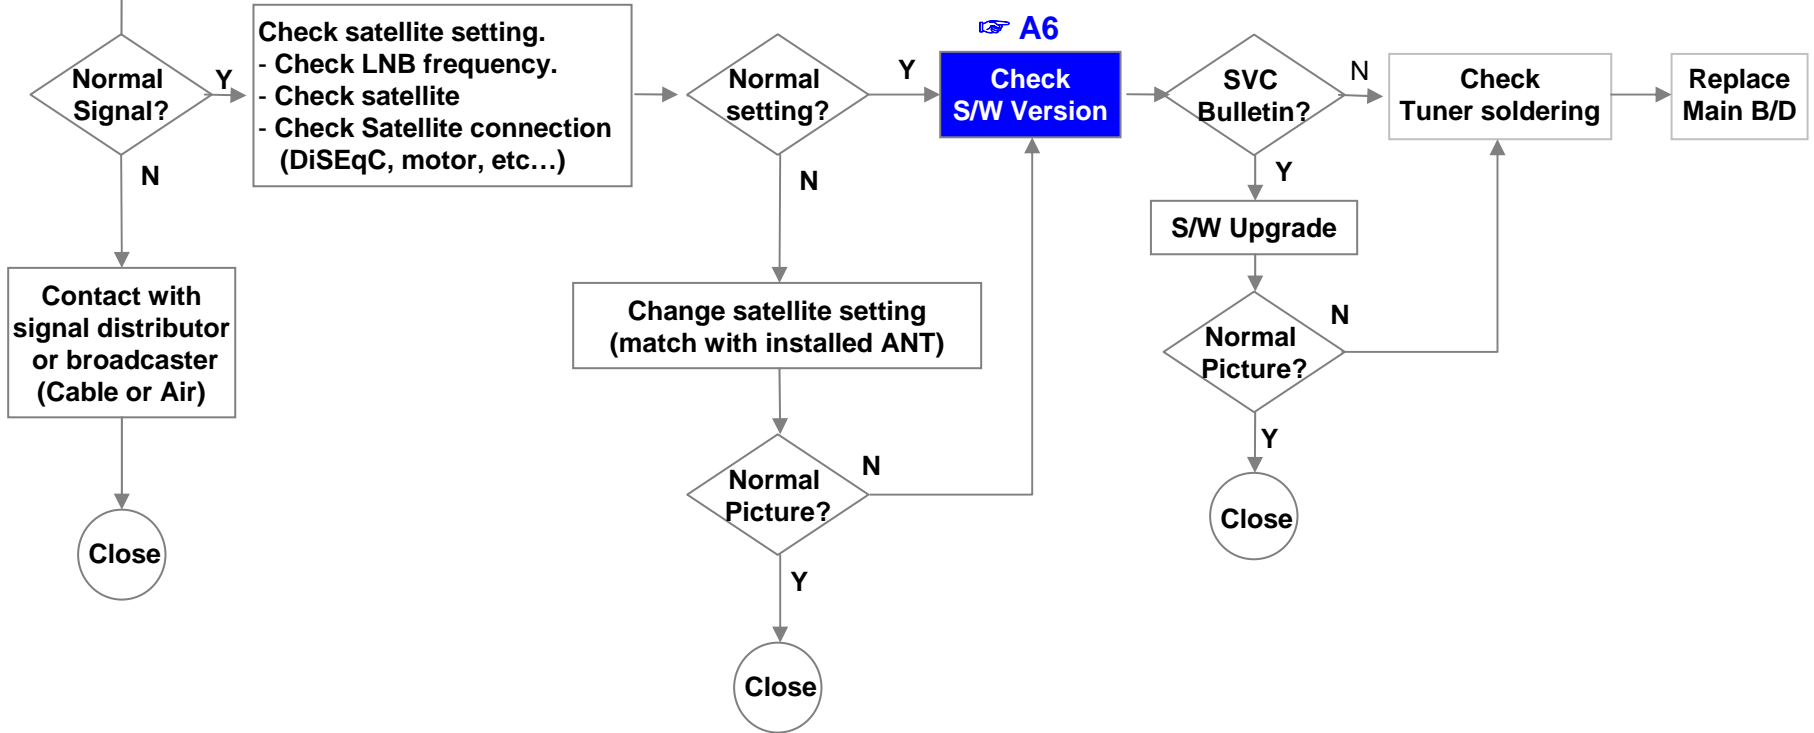 Normal
Signal?
Y
N
Contact with
signal distributor
or broadcaster
(Cable or Air)
Close
Check satellite setting.
- Check LNB frequency.
- Check satellite
- Check Satellite connection
(DiSEqC, motor, etc…)
Normal
setting?
Y
N
Change satellite setting
(match with installed ANT)
Normal
Picture?
N
Y
Close
☞ A6
Check
S/W Version
SVC
Bulletin?
N
Y
S/W Upgrade
Normal
Picture?
N
Y
Close
Check
Tuner soldering
Replace
Main B/D